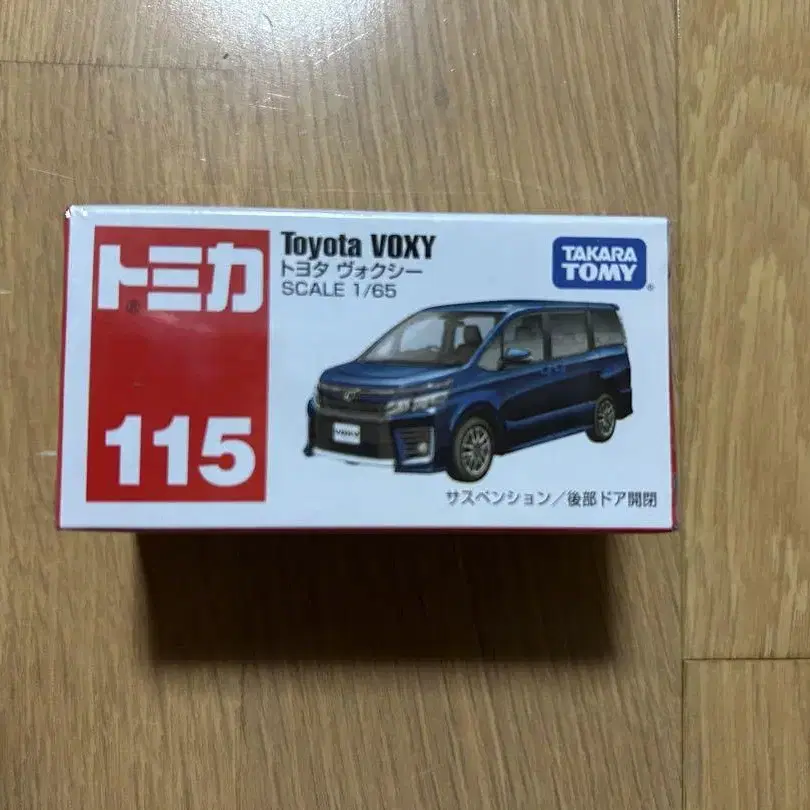 トミカ®
115
Toyota VOXY
トヨタ ヴォクシー
SCALE 1/65
TAKARA
TOMY®
VOXY
サスペンション/後部ドア開閉